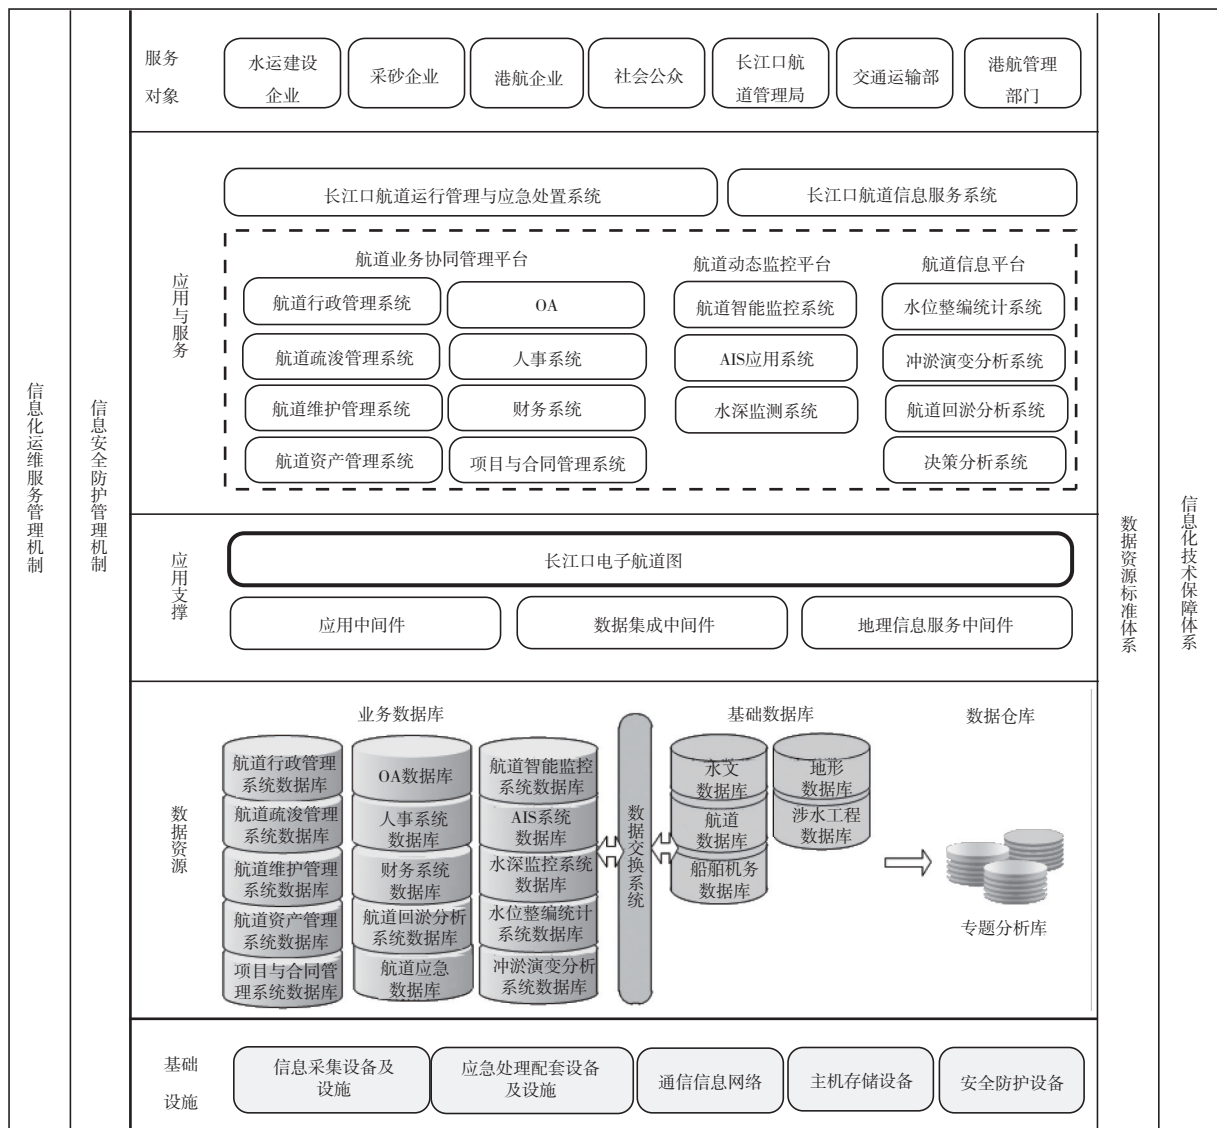 服务
对象
水运建设
企业
采砂企业
港航企业
社会公众
长江口航
道管理局
交通运输部
港航管理
部门
应用与服务
长江口航道运行管理与应急处置系统
长江口航道信息服务系统
航道业务协同管理平台
航道行政管理系统
OA
航道疏浚管理系统
人事系统
航道维护管理系统
财务系统
航道资产管理系统
项目与合同管理系统
航道动态监控平台
航道智能监控系统
AIS应用系统
水深监测系统
航道信息平台
水位整编统计系统
冲淤演变分析系统
航道回淤分析系统
决策分析系统
信息化运维服务管理机制
信息安全防护管理机制
数据资源标准体系
信息化技术保障体系
应用支撑
长江口电子航道图
应用中间件
数据集成中间件
地理信息服务中间件
数据资源
业务数据库
航道行政管理
系统数据库
航道疏浚管理
系统数据库
航道维护管理
系统数据库
航道资产管理
系统数据库
项目与合同管
理系统数据库
OA数据库
人事系统
数据库
财务系统
数据库
航道回淤分析
系统数据库
航道应急
数据库
航道智能监控
系统数据库
AIS系统
数据库
水深监控系统
数据库
水位整编统计
系统数据库
冲淤演变分析
系统数据库
数据交换系统
基础数据库
水文
数据库
航道
数据库
船舶机务
数据库
地形
数据库
涉水工程
数据库
数据仓库
专题分析库
基础
设施
信息采集设备及
设施
应急处理配套设备
及设施
通信信息网络
主机存储设备
安全防护设备